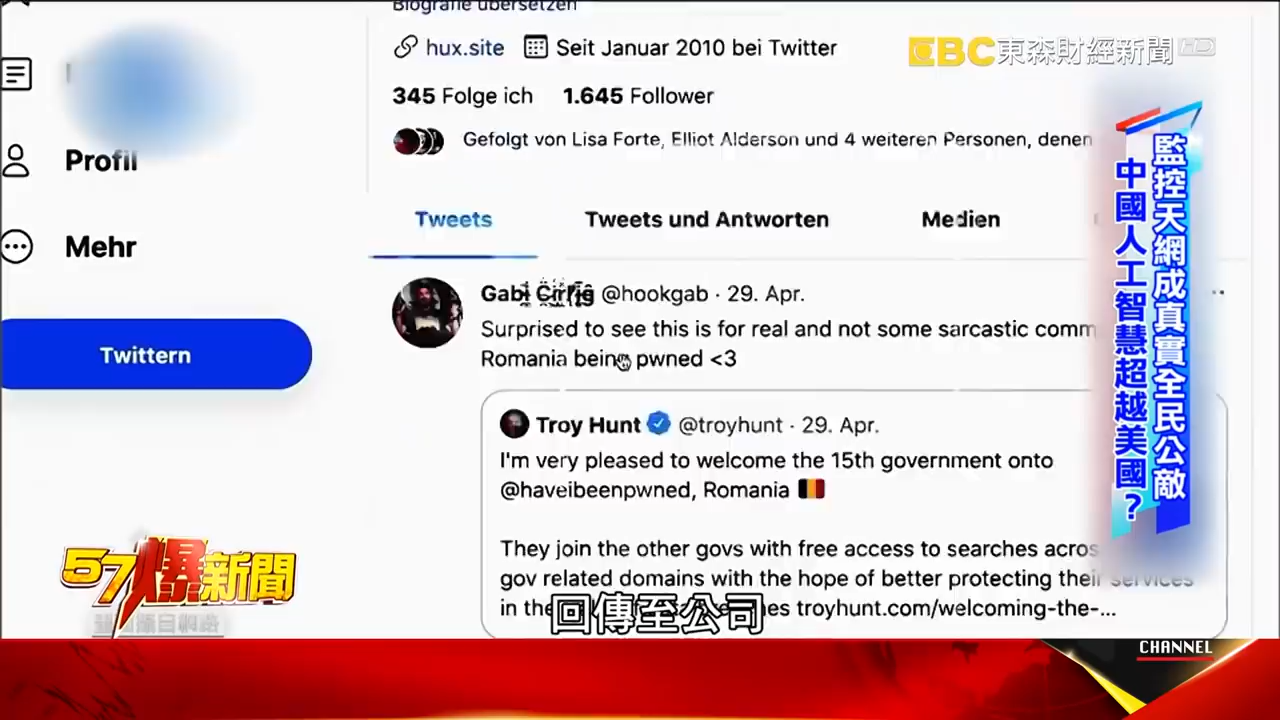 Biografie übersetzen
hux.site Seit Januar 2010 bei Twitter
EBC東森財經新聞HD
345 Folge ich 1.645 Follower
Gefolgt von Lisa Forte, Elliot Alderson und 4 weiteren Personen, denen
Profil
Mehr
Twittern
Tweets Tweets und Antworten Medien
監控天網成真實全民公敵
中國人工智慧超越美國？
@hookgab · 29. Apr.
Surprised to see this is for real and not some sarcastic comm
Romania being pwned <3
Troy Hunt @troyhunt · 29. Apr.
I'm very pleased to welcome the 15th government onto
@haveibeenpwned, Romania
They join the other govs with free access to searches acros
gov related domains with the hope of better protecting their services
in the troyhunt.com/welcoming-the-...
回傳至公司
57爆新聞
CHANNEL